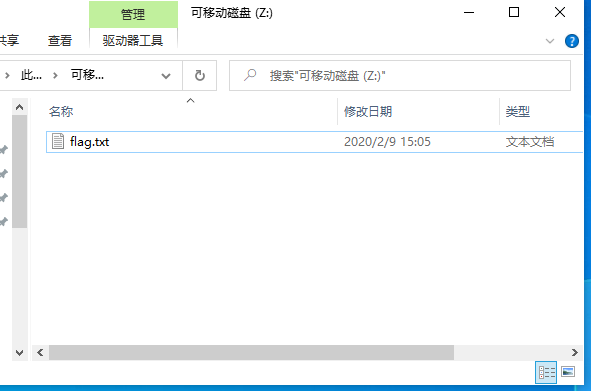 管理
可移动磁盘 (Z:)
共享
查看
驱动器工具
此...
可移...
搜索"可移动磁盘 (Z:)"
名称
修改日期
类型
flag.txt
2020/2/9 15:05
文本文档